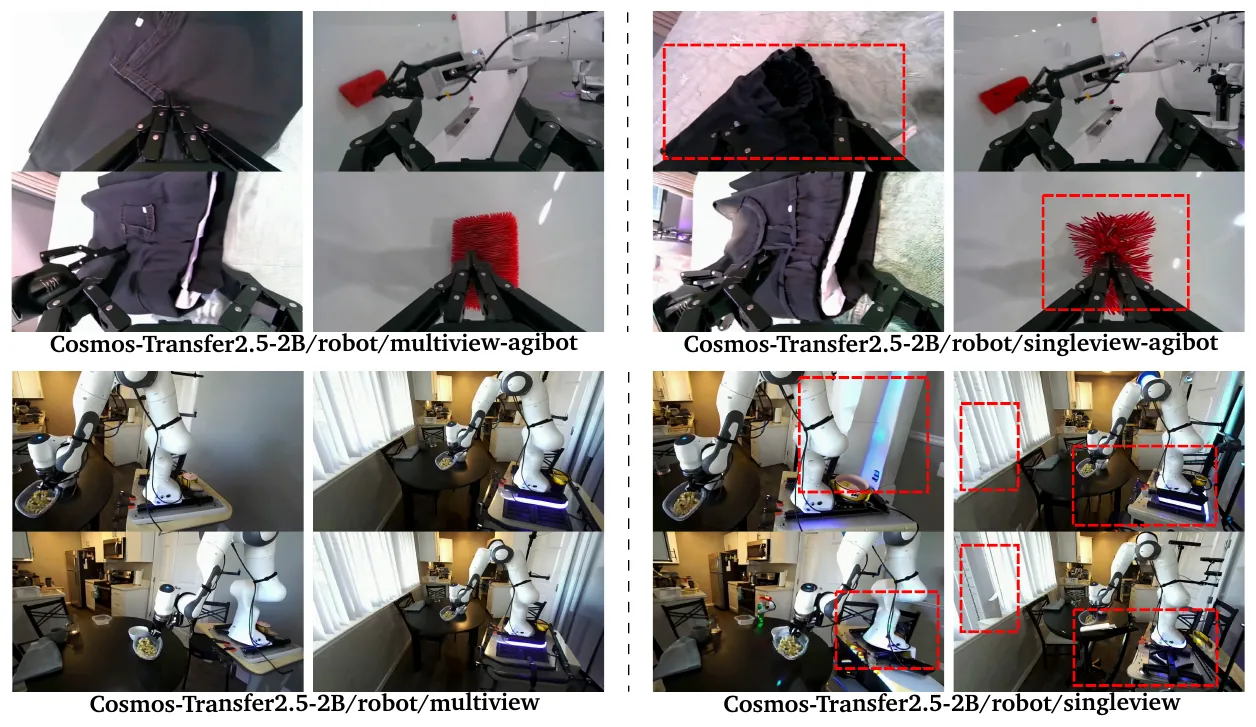 Cosmos-Transfer2.5-2B/robot/multiview-agibot
Cosmos-Transfer2.5-2B/robot/singleview-agibot
Cosmos-Transfer2.5-2B/robot/multiview
Cosmos-Transfer2.5-2B/robot/singleview